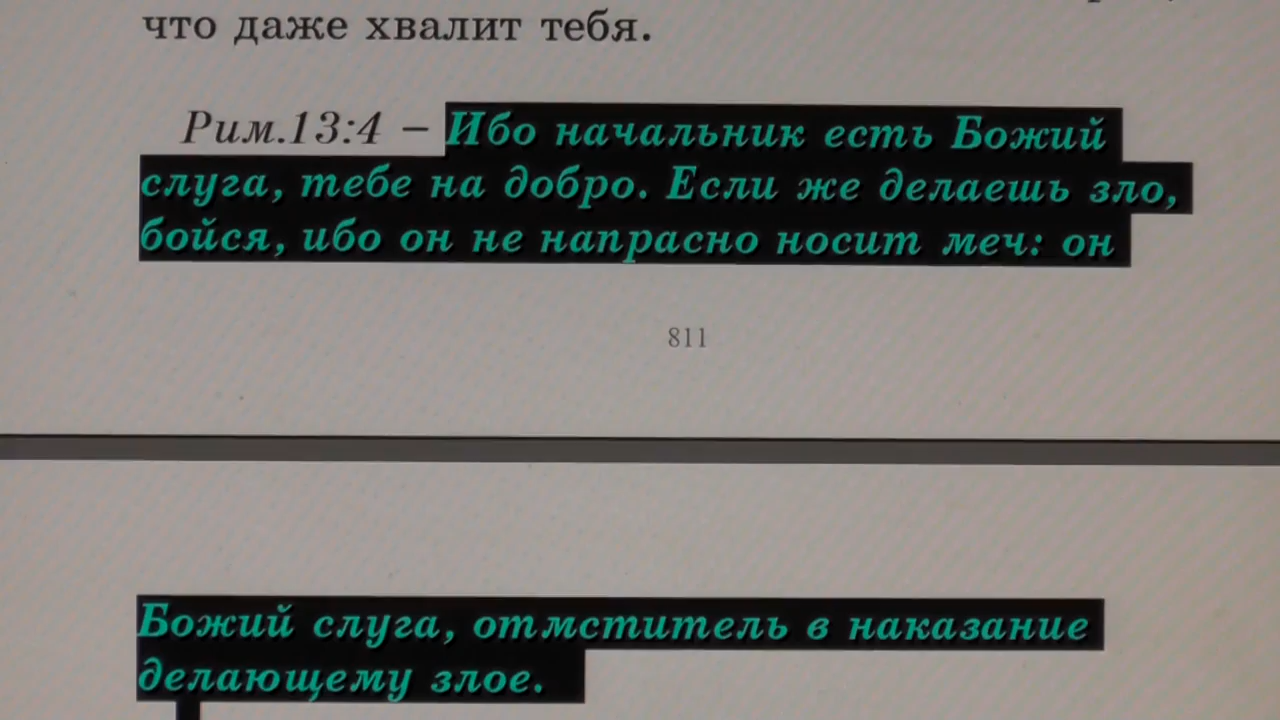 что даже хвалит тебя.
Рим.13:4 – Ибо начальник есть Божий
слуга, тебе на добро. Если же делаешь зло,
бойся, ибо он не напрасно носит меч: он
811
Божий слуга, отмститель в наказание
делающему злое.